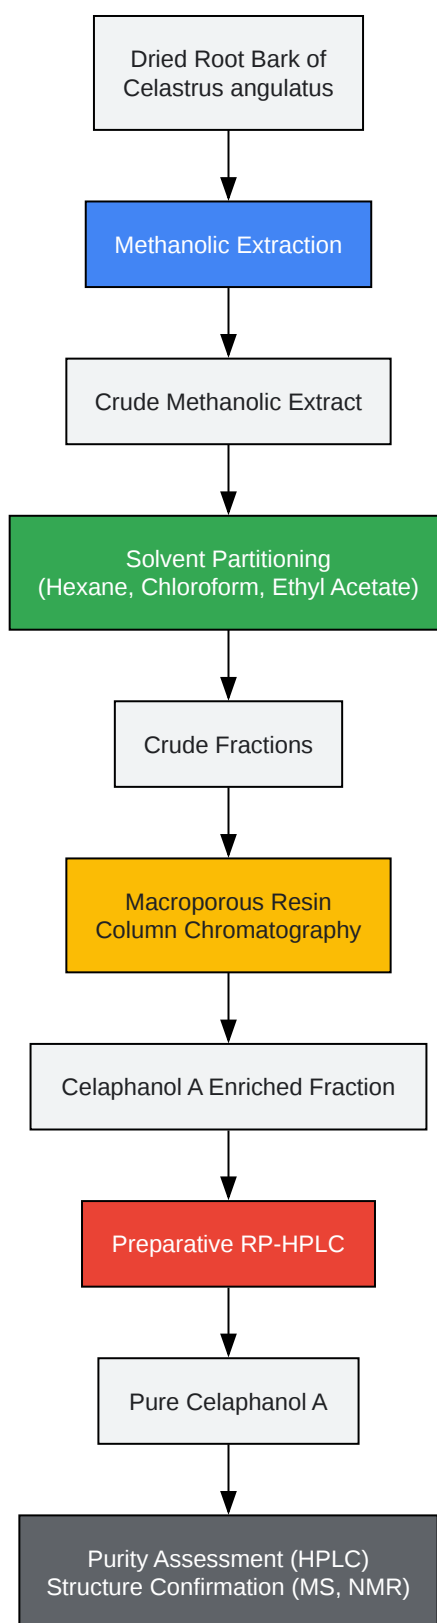 Dried Root Bark of
Celastrus angulatus
Methanolic Extraction
Crude Methanolic Extract
Solvent Partitioning
(Hexane, Chloroform, Ethyl Acetate)
Crude Fractions
Macroporous Resin
Column Chromatography
Celaphanol A Enriched Fraction
Preparative RP-HPLC
Pure Celaphanol A
Purity Assessment (HPLC)
Structure Confirmation (MS, NMR)